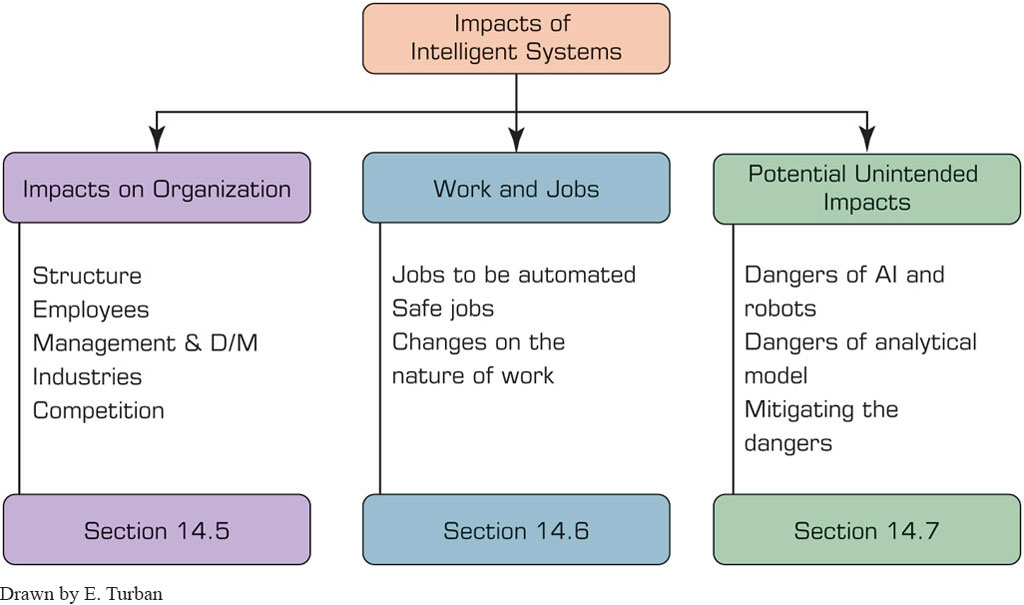 Impacts of
Intelligent Systems
Impacts on Organization
Structure
Employees
Management & D/M
Industries
Competition
Section 14.5
Work and Jobs
Jobs to be automated
Safe jobs
Changes on the
nature of work
Section 14.6
Potential Unintended
Impacts
Dangers of AI and
robots
Dangers of analytical
model
Mitigating the
dangers
Section 14.7
Drawn by E. Turban